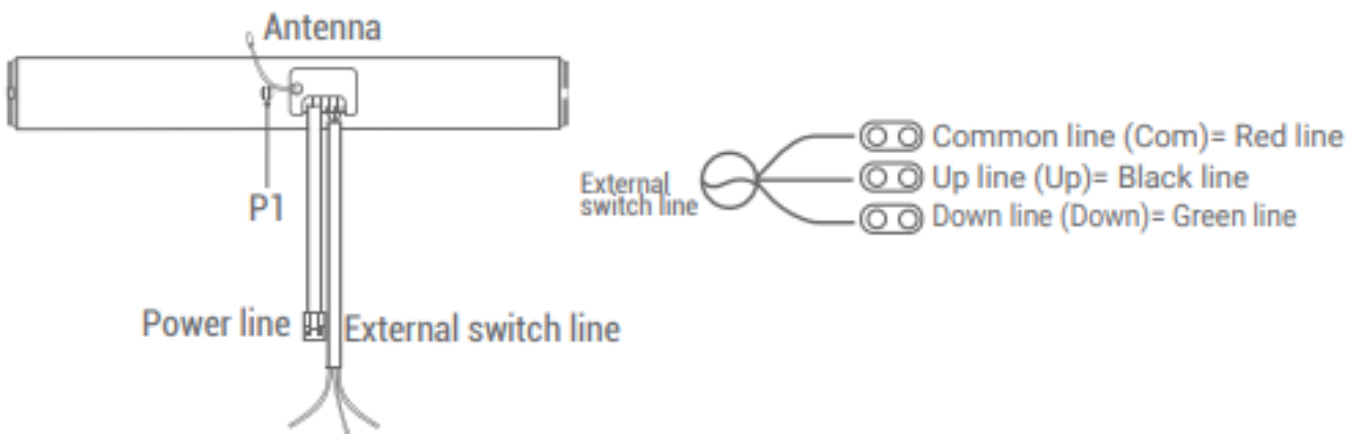 Antenna
P1
Power line
External switch line
External
switch line
Common line (Com)= Red line
Up line (Up)= Black line
Down line (Down)= Green line